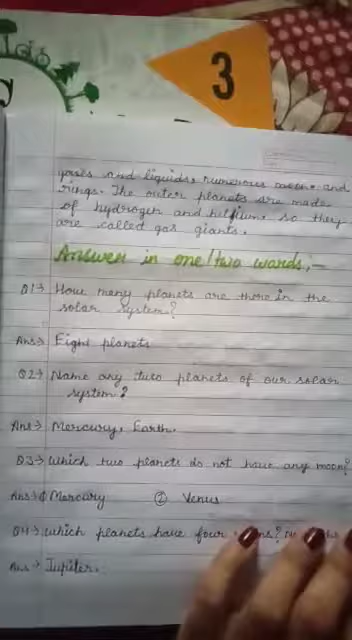 3
gases and liquids, numerous moons and
rings. The outer planets are made
of hydrogen and helium, so they
are called gas giants.
Answer in one/two words:-
Q1→ How many planets are there in the
solar system?
Ans→ Eight planets
Q2→ Name any two planets of our solar
system?
Ans→ Mercury, Earth.
Q3→ Which two planets do not have any moon?
Ans→ ① Mercury ② Venus
Q4→ which planets have four
Ans→ Jupiter.